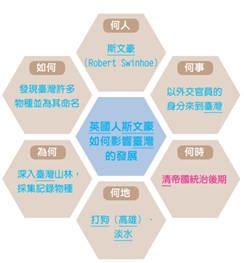 何人
斯文豪
(Robert Swinhoe)
如何
發現臺灣許多
物種並為其命名
何事
以外交官員的
身分來到臺灣
英國人斯文豪
如何影響臺灣
的發展
為何
深入臺灣山林，
採集記錄物種
何時
清帝國統治後期
何地
打狗（高雄）、
淡水